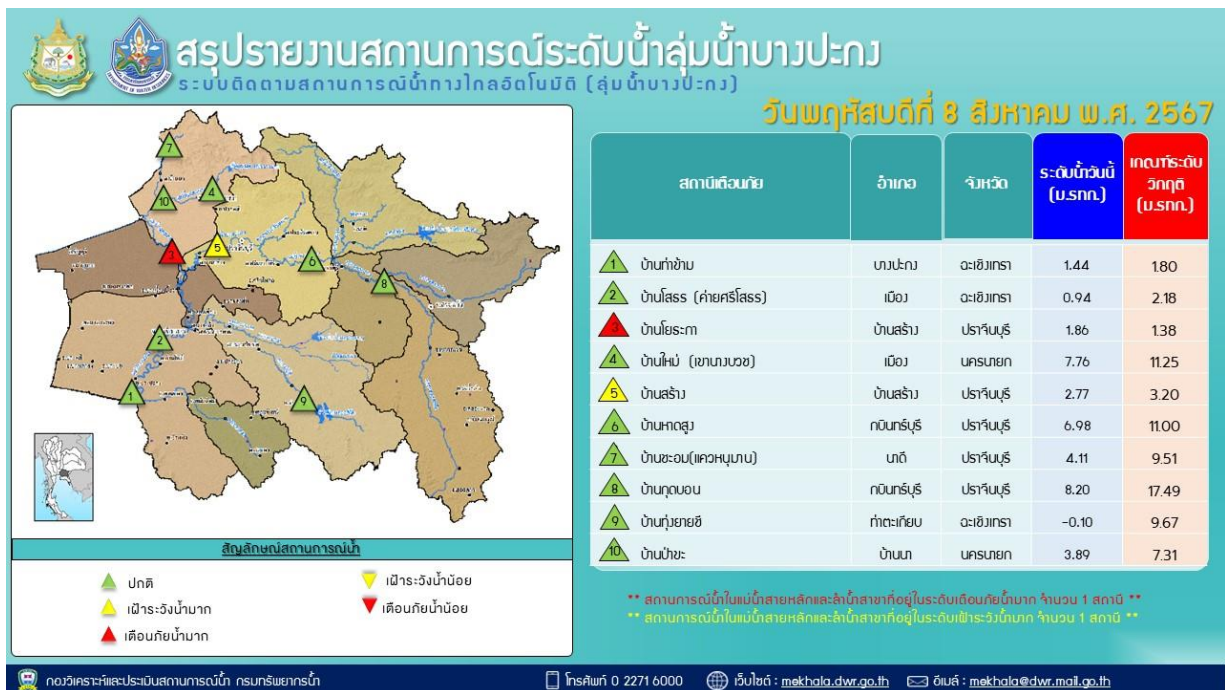 สรุปรายงานสถานการณ์ระดับน้ำลุ่มน้ำบางปะกง
ระบบติดตามสถานการณ์น้ำทางไกลอัตโนมัติ (ลุ่มน้ำบางปะกง)
วันพฤหัสบดีที่ 8 สิงหาคม พ.ศ. 2567
7
10
4
3
5
6
8
2
1
9
สัญลักษณ์สถานการณ์น้ำ
ปกติ
เฝ้าระวังน้ำน้อย
เฝ้าระวังน้ำมาก
เตือนภัยน้ำน้อย
เตือนภัยน้ำมาก
สถานีเตือนภัย อำเภอ จังหวัด ระดับน้ำวันนี้ (ม.รทก.) เกณฑ์ระดับวิกฤติ (ม.รทก.)
1 บ้านท่าข้าม บางปะกง ฉะเชิงเทรา 1.44 1.80
2 บ้านโสธร (ค่ายศรีโสธร) เมือง ฉะเชิงเทรา 0.94 2.18
3 บ้านโยธะกา บ้านสร้าง ปราจีนบุรี 1.86 1.38
4 บ้านใหม่ (เขานางบวช) เมือง นครนายก 7.76 11.25
5 บ้านสร้าง บ้านสร้าง ปราจีนบุรี 2.77 3.20
6 บ้านหาดสูง กบินทร์บุรี ปราจีนบุรี 6.98 11.00
7 บ้านชะอม(แควหนุมาน) นาดี ปราจีนบุรี 4.11 9.51
8 บ้านกุดบอน กบินทร์บุรี ปราจีนบุรี 8.20 17.49
9 บ้านทุ่งยายชี ท่าตะเกียบ ฉะเชิงเทรา -0.10 9.67
10 บ้านป่าขะ บ้านนา นครนายก 3.89 7.31
** สถานการณ์น้ำในแม่น้ำสายหลักและลำน้ำสาขาที่อยู่ในระดับเตือนภัยน้ำมาก จำนวน 1 สถานี **
** สถานการณ์น้ำในแม่น้ำสายหลักและลำน้ำสาขาที่อยู่ในระดับเฝ้าระวังน้ำมาก จำนวน 1 สถานี **
กองวิเคราะห์และประเมินสถานการณ์น้ำ กรมทรัพยากรน้ำ โทรศัพท์ 0 2271 6000 เว็บไซต์ : mekhala.dwr.go.th อีเมล์ : mekhala@dwr.mail.go.th